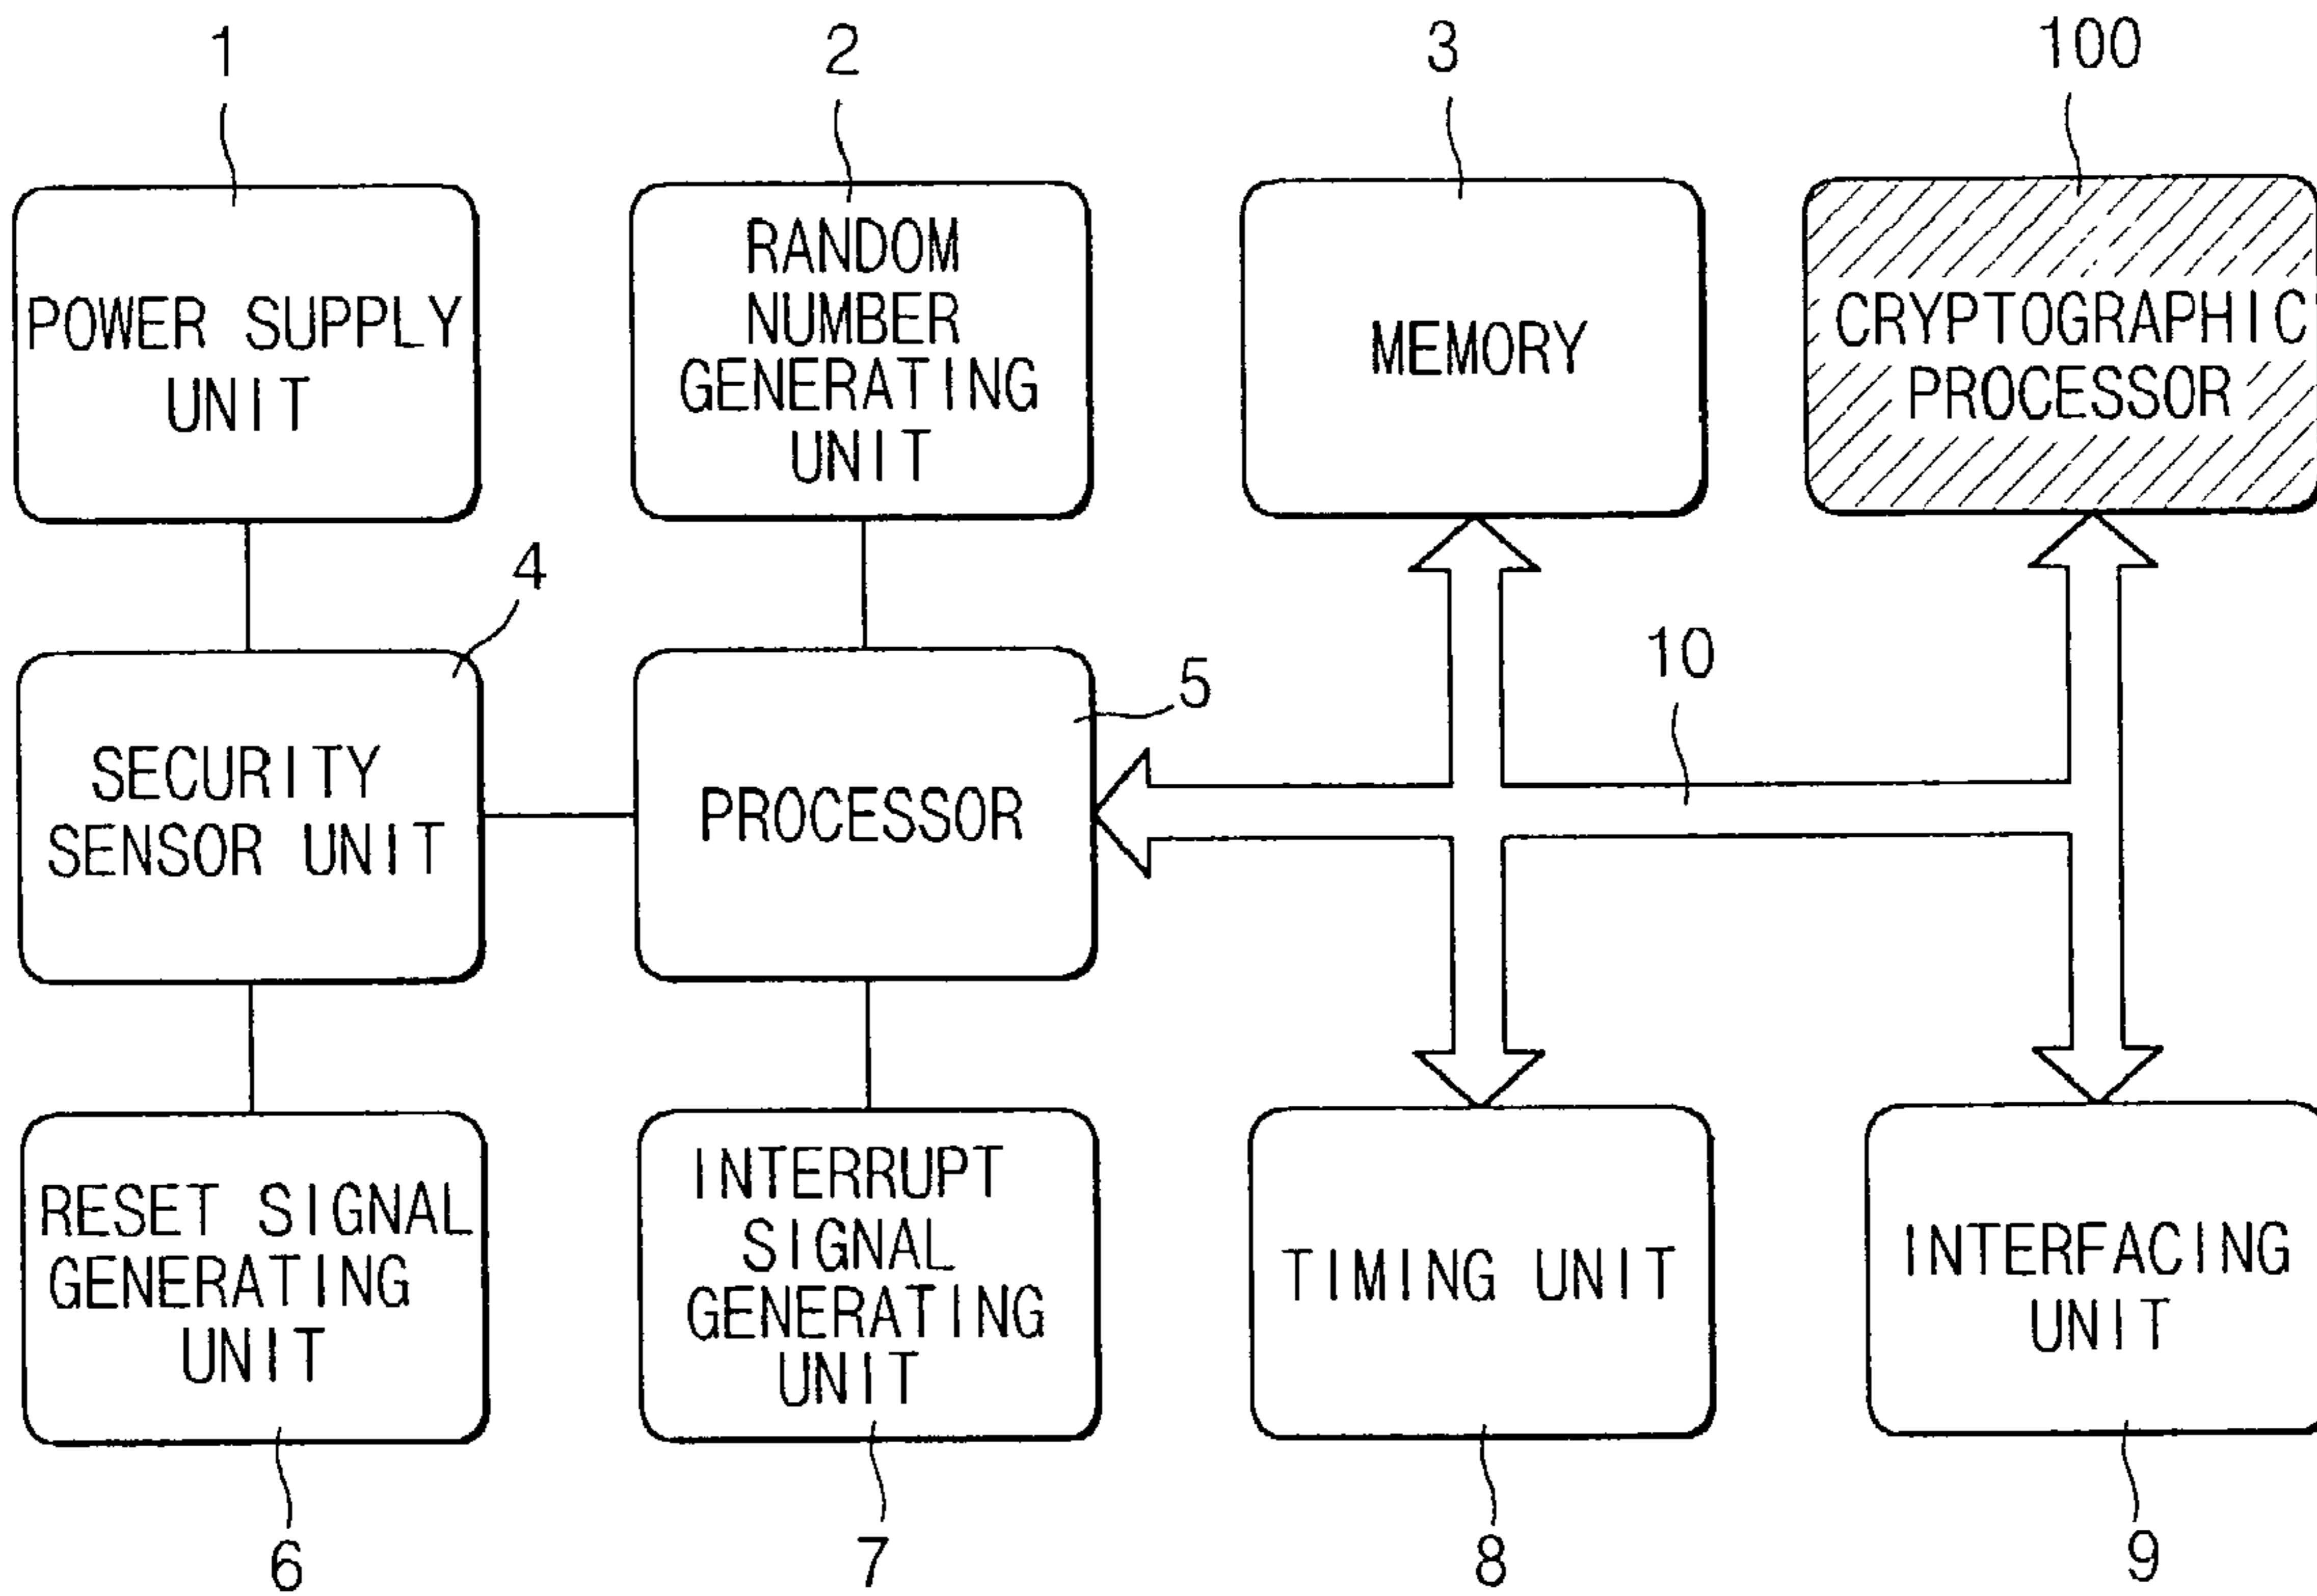 1
2
3
100
POWER SUPPLY
UNIT
RANDOM
NUMBER
GENERATING
UNIT
MEMORY
CRYPTOGRAPHIC
PROCESSOR
4
5
10
SECURITY
SENSOR UNIT
PROCESSOR
RESET SIGNAL
GENERATING
UNIT
INTERRUPT
SIGNAL
GENERATING
UNIT
TIMING UNIT
INTERFACING
UNIT
6
7
8
9